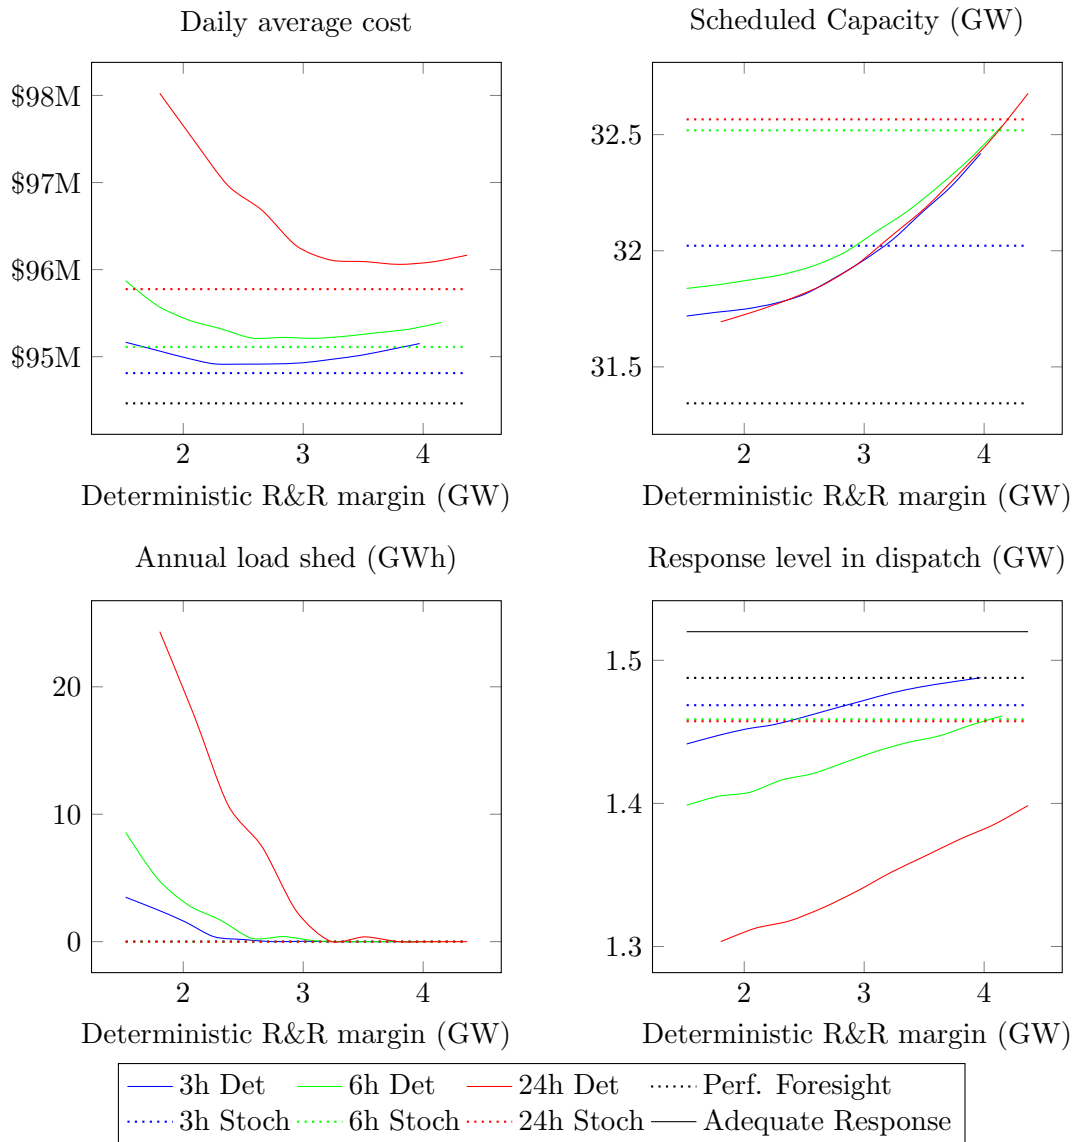 Daily average cost
$98M
$97M
$96M
$95M
2 3 4
Deterministic R&R margin (GW)
Scheduled Capacity (GW)
32.5
32
31.5
2 3 4
Deterministic R&R margin (GW)
Annual load shed (GWh)
20
10
0
2 3 4
Deterministic R&R margin (GW)
Response level in dispatch (GW)
1.5
1.4
1.3
2 3 4
Deterministic R&R margin (GW)
3h Det 6h Det 24h Det Perf. Foresight
3h Stoch 6h Stoch 24h Stoch Adequate Response